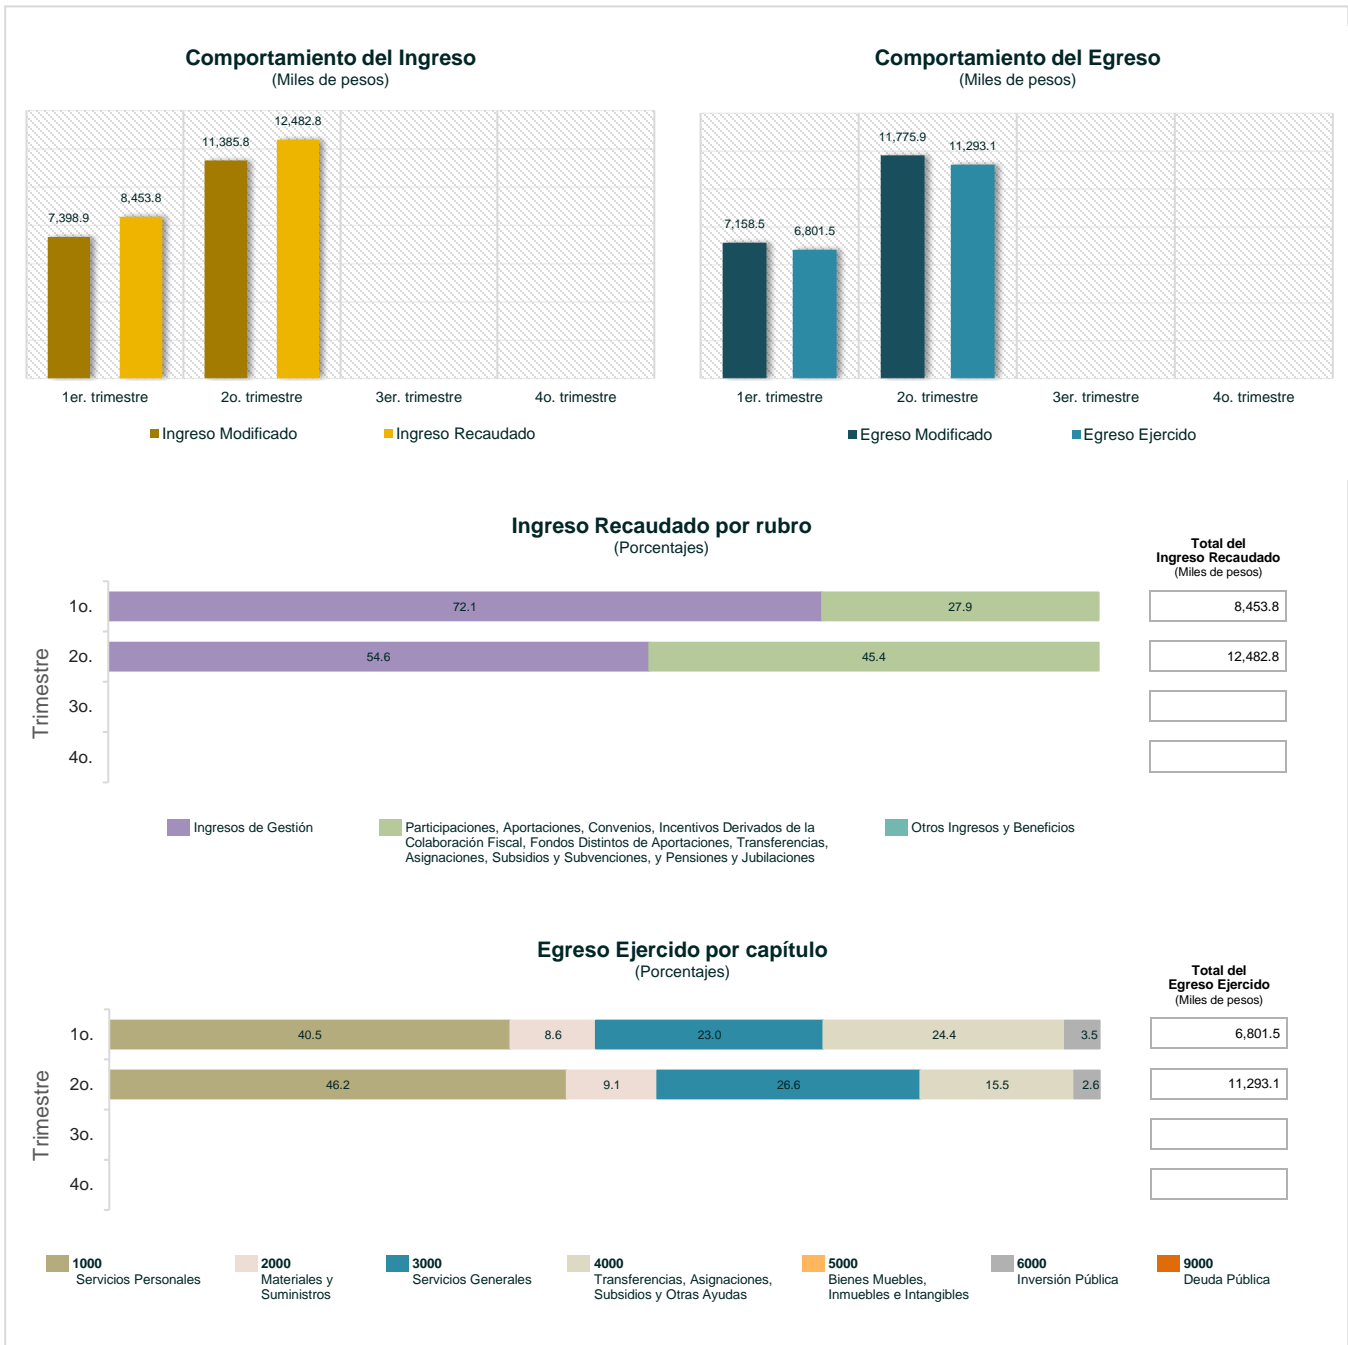 Comportamiento del Ingreso
(Miles de pesos)
7,398.9
8,453.8
11,385.8
12,482.8
1er. trimestre
2o. trimestre
3er. trimestre
4o. trimestre
Ingreso Modificado
Ingreso Recaudado
Comportamiento del Egreso
(Miles de pesos)
7,158.5
6,801.5
11,775.9
11,293.1
1er. trimestre
2o. trimestre
3er. trimestre
4o. trimestre
Egreso Modificado
Egreso Ejercido
Ingreso Recaudado por rubro
(Porcentajes)
Total del
Ingreso Recaudado
(Miles de pesos)
Trimestre
1o.
72.1
27.9
8,453.8
2o.
54.6
45.4
12,482.8
3o.
4o.
Ingresos de Gestión
Participaciones, Aportaciones, Convenios, Incentivos Derivados de la
Colaboración Fiscal, Fondos Distintos de Aportaciones, Transferencias,
Asignaciones, Subsidios y Subvenciones, y Pensiones y Jubilaciones
Otros Ingresos y Beneficios
Egreso Ejercido por capítulo
(Porcentajes)
Total del
Egreso Ejercido
(Miles de pesos)
Trimestre
1o.
40.5
8.6
23.0
24.4
3.5
6,801.5
2o.
46.2
9.1
26.6
15.5
2.6
11,293.1
3o.
4o.
1000
Servicios Personales
2000
Materiales y
Suministros
3000
Servicios Generales
4000
Transferencias, Asignaciones,
Subsidios y Otras Ayudas
5000
Bienes Muebles,
Inmuebles e Intangibles
6000
Inversión Pública
9000
Deuda Pública